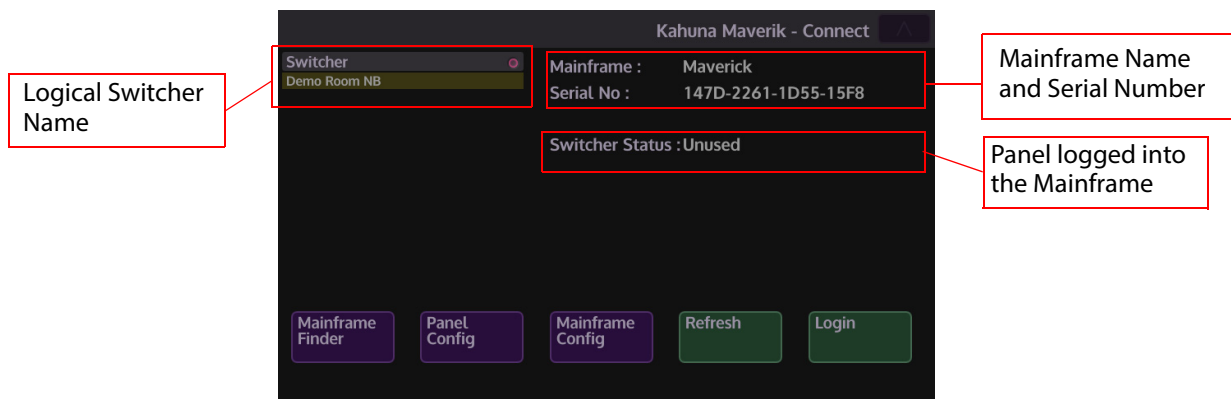 Kahuna Maverik - Connect
Switcher
Demo Room NB
Mainframe : Maverick
Serial No : 147D-2261-1D55-15F8
Switcher Status : Unused
Logical Switcher
Name
Mainframe Name
and Serial Number
Panel logged into
the Mainframe
Mainframe
Finder
Panel
Config
Mainframe
Config
Refresh
Login